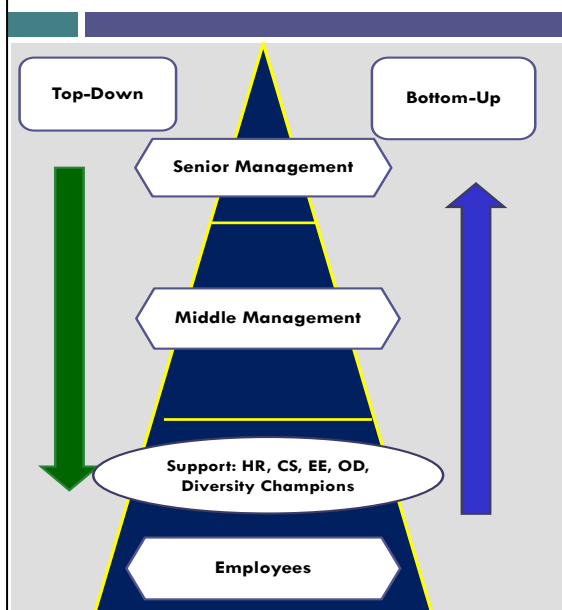 Top-Down
Bottom-Up
Senior Management
Middle Management
Support: HR, CS, EE, OD,
Diversity Champions
Employees